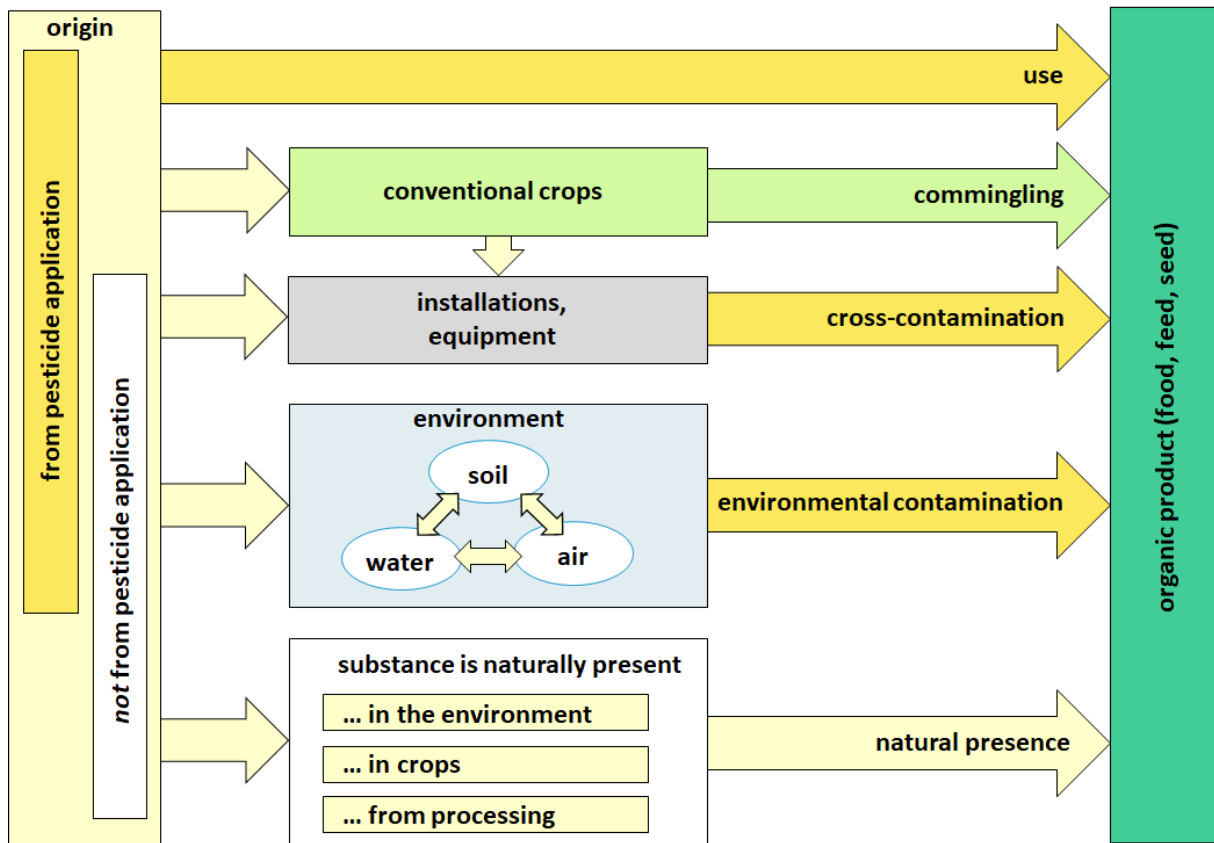 origin
from pesticide application
not from pesticide application
use
conventional crops
commingling
installations,
equipment
cross-contamination
environment
soil
water
air
environmental contamination
substance is naturally present
... in the environment
... in crops
... from processing
natural presence
organic product (food, feed, seed)